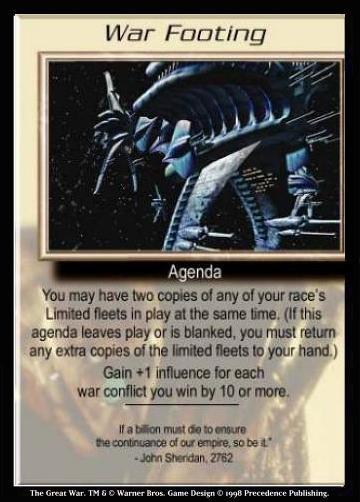 War Footing
Agenda
You may have two copies of any of your race's
Limited fleets in play at the same time. (If this
agenda leaves play or is blanked, you must return
any extra copies of the limited fleets to your hand.)
Gain +1 influence for each
war conflict you win by 10 or more.
If a billion must die to ensure
the continuance of our empire, so be it."
- John Sheridan, 2762
The Great War. TM & © Warner Bros. Game Design © 1998 Precedence Publishing.